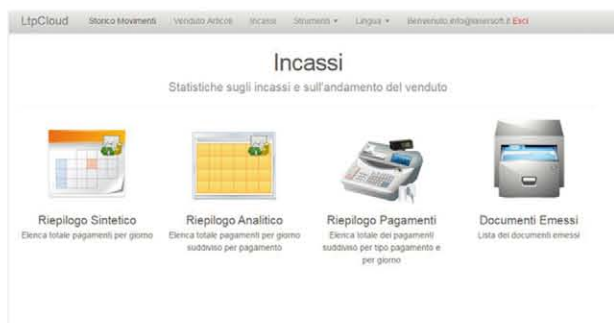 LtpCloud Storico Movimenti Venduto Articoli Incassi Strumenti Lingua Benvenuto info@lasersoft.it Esci
Incassi
Statistiche sugli incassi e sull'andamento del venduto
Riepilogo Sintetico Riepilogo Analitico Riepilogo Pagamenti Documenti Emessi
Elenca totale pagamenti per giorno Elenca totale pagamenti per giorno Elenca totale dei pagamenti Lista dei documenti emessi
suddiviso per pagamento suddiviso per tipo pagamento e
per giorno